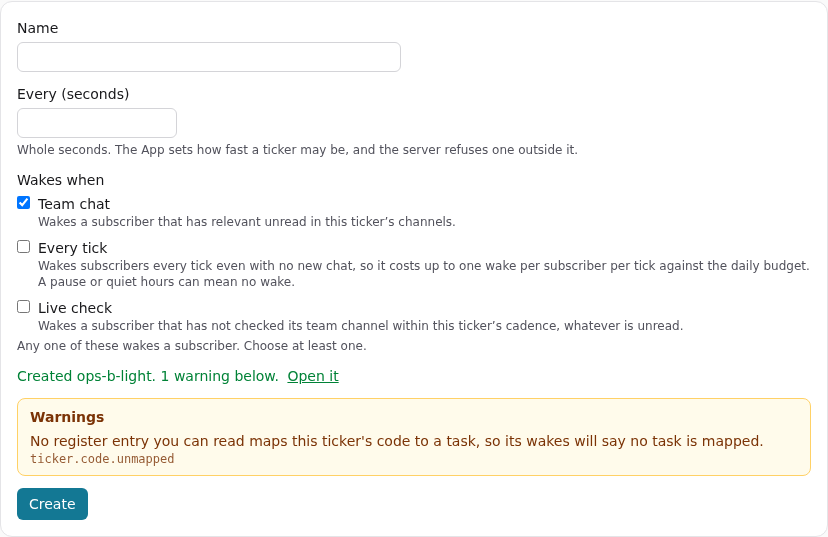 Name
Every (seconds)
Whole seconds. The App sets how fast a ticker may be, and the server refuses one outside it.
Wakes when
Team chat
Wakes a subscriber that has relevant unread in this ticker’s channels.
Every tick
Wakes subscribers every tick even with no new chat, so it costs up to one wake per subscriber per tick against the daily budget.
A pause or quiet hours can mean no wake.
Live check
Wakes a subscriber that has not checked its team channel within this ticker’s cadence, whatever is unread.
Any one of these wakes a subscriber. Choose at least one.
Created ops-b-light. 1 warning below. Open it
Warnings
No register entry you can read maps this ticker's code to a task, so its wakes will say no task is mapped.
ticker.code.unmapped
Create